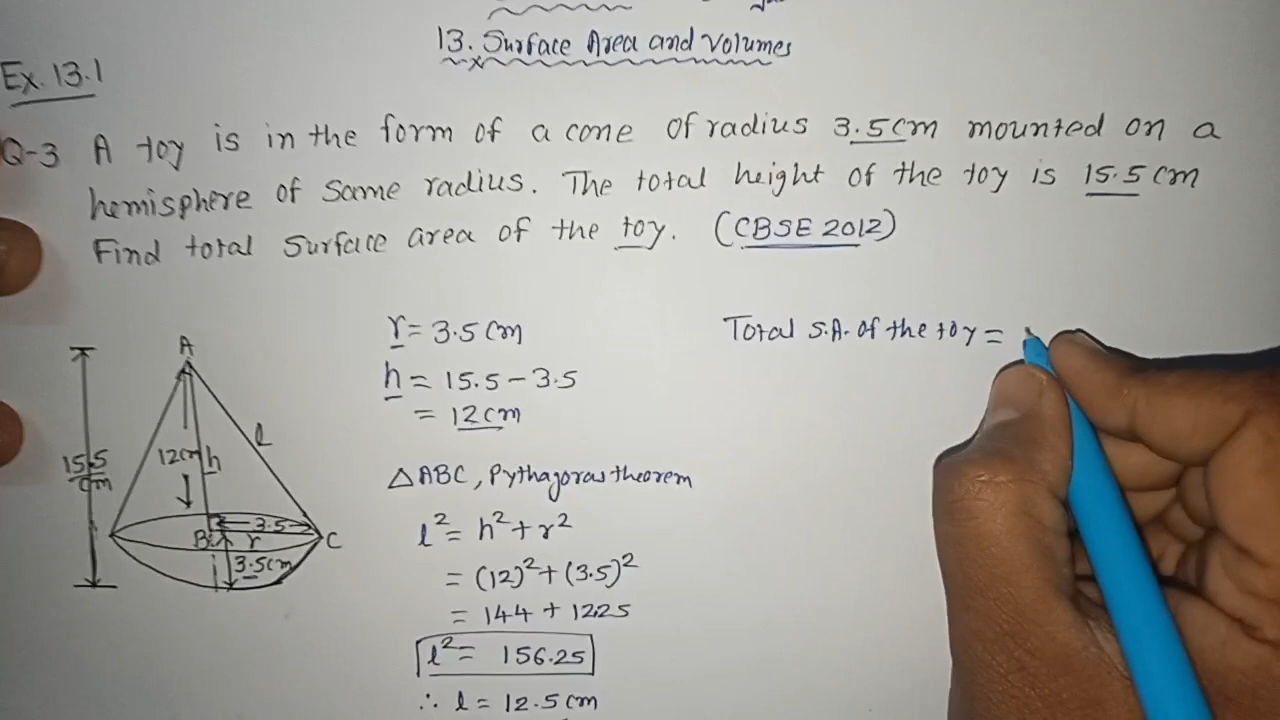 13. Surface Area and Volumes
Ex. 13.1
Q-3 A toy is in the form of a cone of radius 3.5cm mounted on a
hemisphere of same radius. The total height of the toy is 15.5cm
Find total surface area of the toy. (CBSE 2012)
A
15.5
cm
12cm
h
l
3.5
B
r
C
3.5cm
r = 3.5cm
h = 15.5 - 3.5
= 12cm
△ABC, Pythagoras theorem
l² = h² + r²
= (12)² + (3.5)²
= 144 + 12.25
l² = 156.25
∴ l = 12.5cm
Total S.A. of the toy =